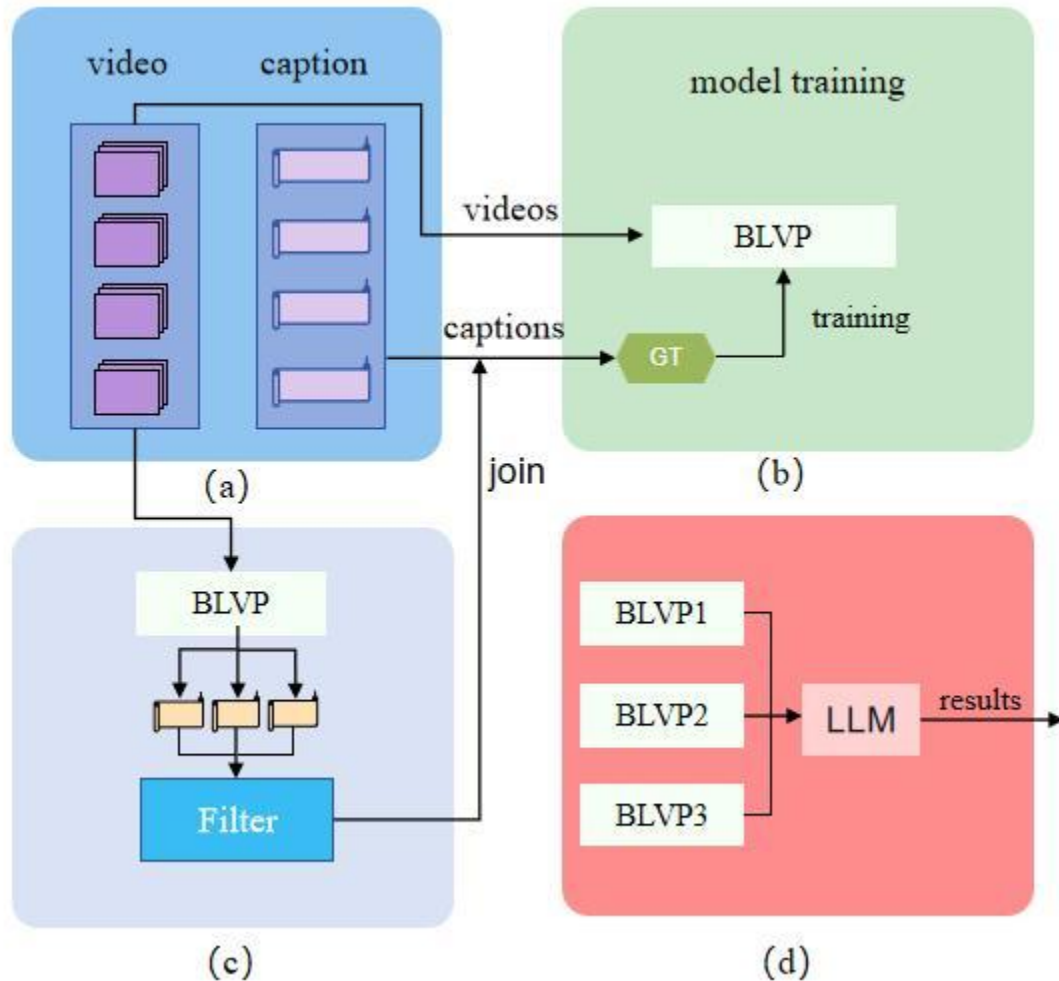 video
caption
model training
videos
BLVP
captions
training
GT
join
(a)
(b)
BLVP
Filter
(c)
BLVP1
BLVP2
BLVP3
LLM
results
(d)